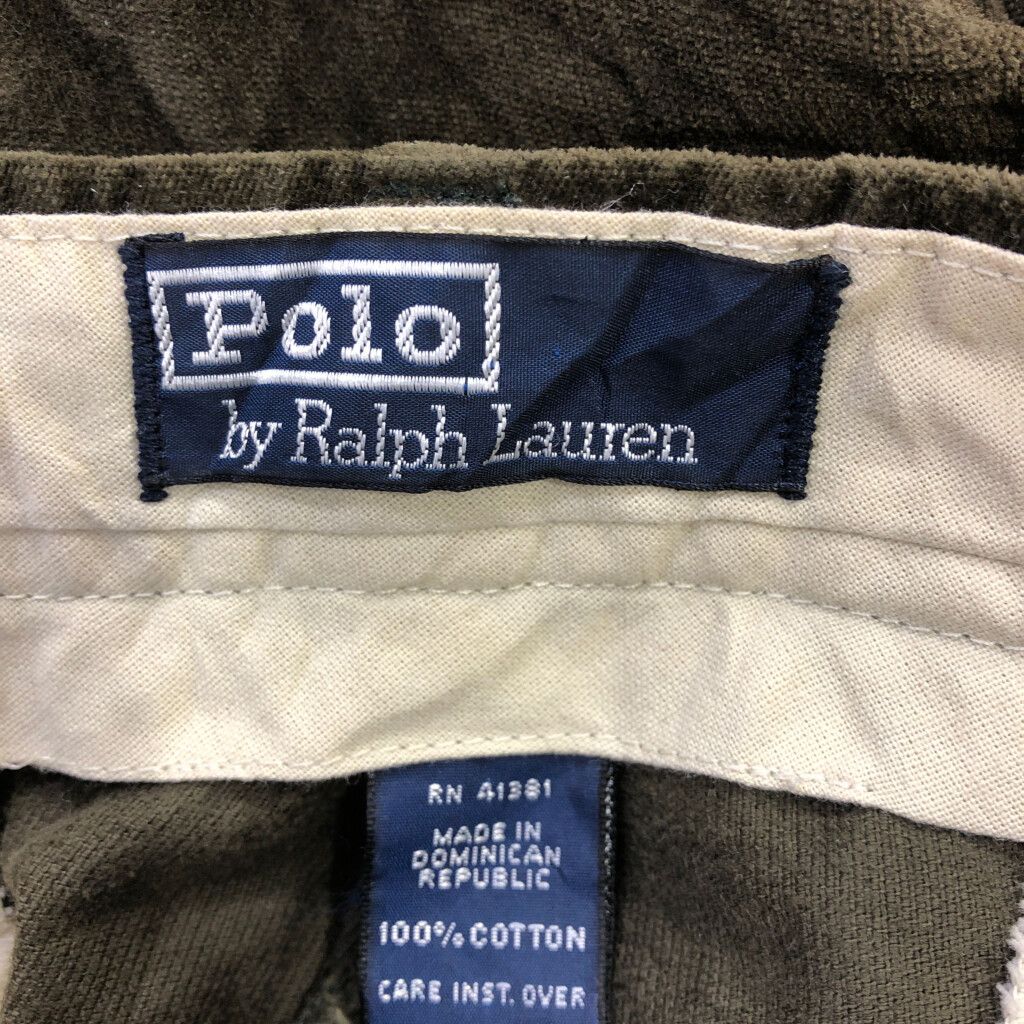 Polo
by Ralph Lauren
RN 41381
MADE IN
DOMINICAN
REPUBLIC
100% COTTON
CARE INST. OVER